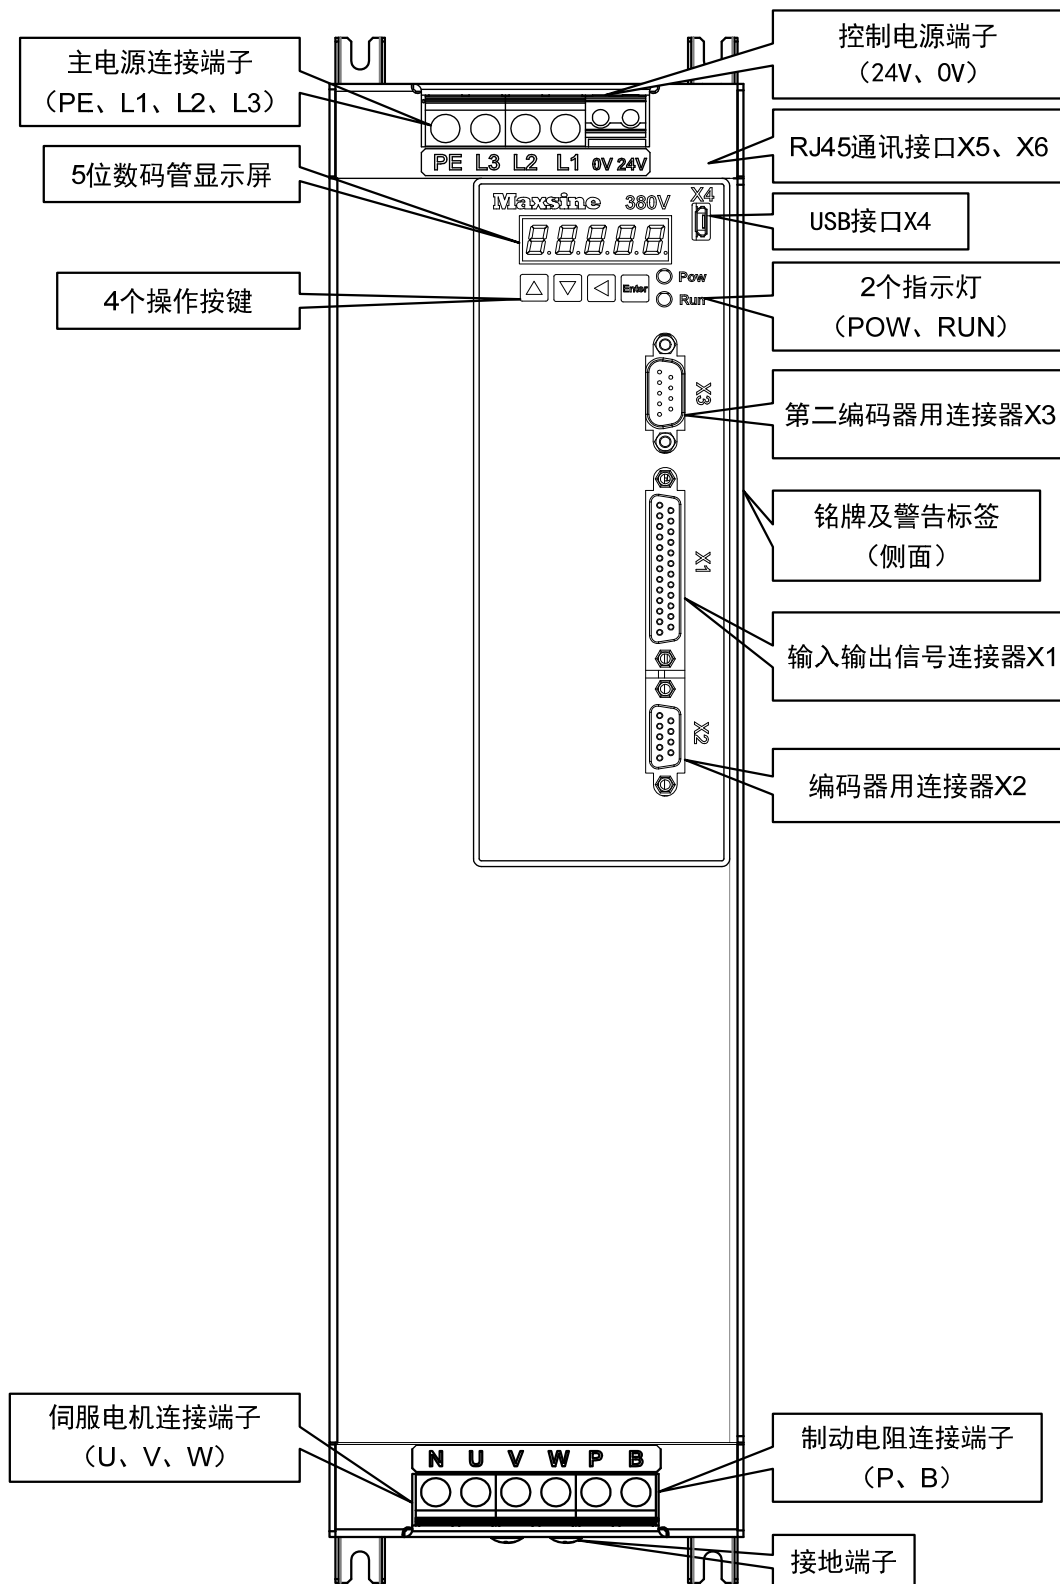 主电源连接端子
（PE、L1、L2、L3）
控制电源端子
（24V、0V）
RJ45通讯接口X5、X6
5位数码管显示屏
PE L3 L2 L1 0V 24V
Maxsine 380V X4
8.8.8.8.8.
USB接口X4
4个操作按键
Enter
Pow
Run
2个指示灯
（POW、RUN）
X3
第二编码器用连接器X3
铭牌及警告标签
（侧面）
X1
输入输出信号连接器X1
X2
编码器用连接器X2
伺服电机连接端子
（U、V、W）
N U V W P B
制动电阻连接端子
（P、B）
接地端子